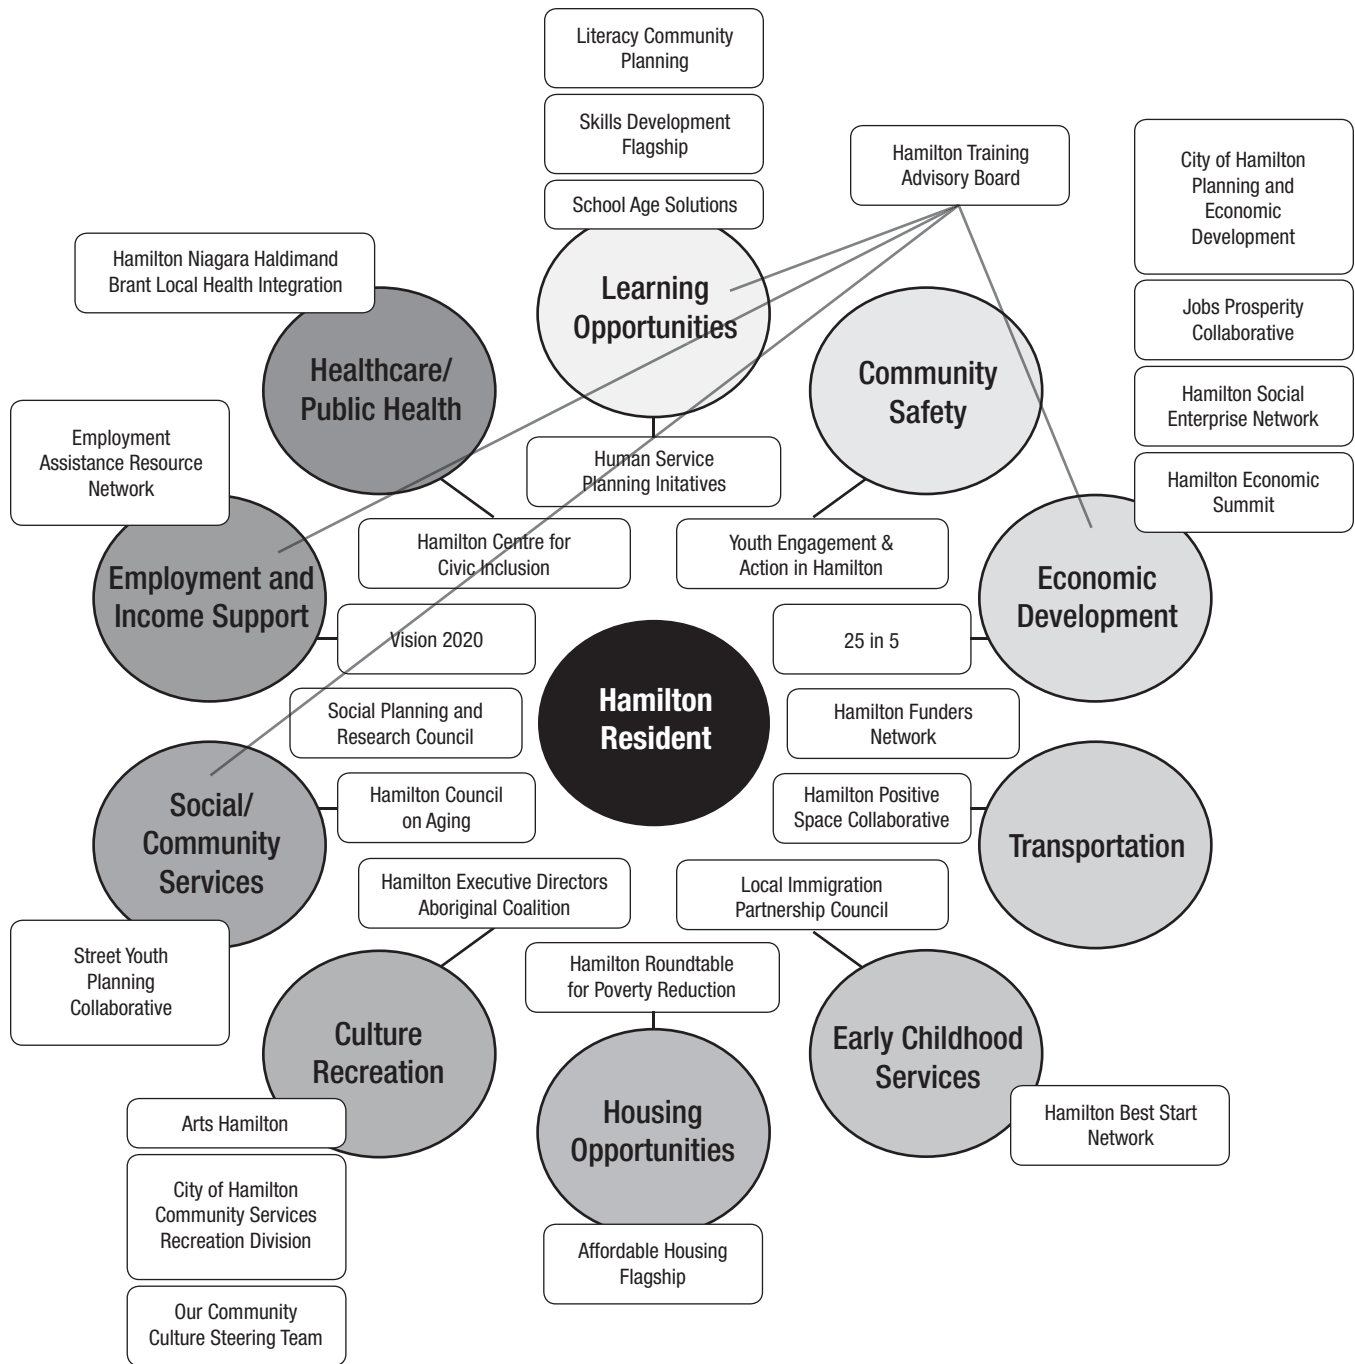 Literacy Community
Planning
Skills Development
Flagship
School Age Solutions
Hamilton Training
Advisory Board
City of Hamilton
Planning and
Economic
Development
Jobs Prosperity
Collaborative
Hamilton Social
Enterprise Network
Hamilton Economic
Summit
Hamilton Niagara Haldimand
Brant Local Health Integration
Learning
Opportunities
Healthcare/
Public Health
Community
Safety
Employment
Assistance Resource
Network
Human Service
Planning Initatives
Hamilton Centre for
Civic Inclusion
Youth Engagement &
Action in Hamilton
Employment and
Income Support
Economic
Development
Vision 2020
25 in 5
Hamilton
Resident
Social Planning and
Research Council
Hamilton Funders
Network
Hamilton Council
on Aging
Hamilton Positive
Space Collaborative
Social/
Community
Services
Transportation
Hamilton Executive Directors
Aboriginal Coalition
Local Immigration
Partnership Council
Street Youth
Planning
Collaborative
Hamilton Roundtable
for Poverty Reduction
Culture
Recreation
Early Childhood
Services
Housing
Opportunities
Hamilton Best Start
Network
Arts Hamilton
City of Hamilton
Community Services
Recreation Division
Our Community
Culture Steering Team
Affordable Housing
Flagship